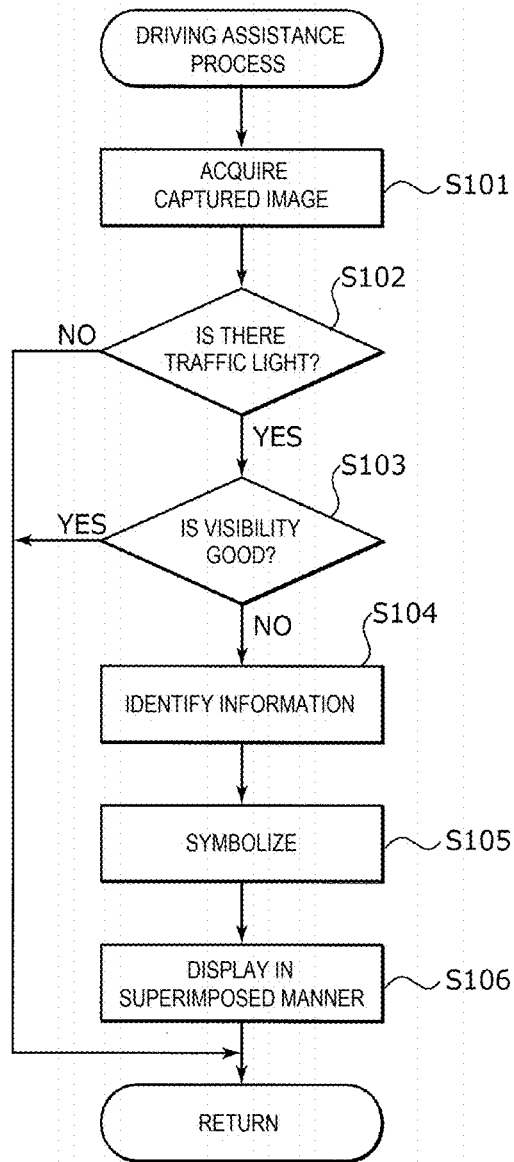 DRIVING ASSISTANCE
PROCESS
ACQUIRE
CAPTURED IMAGE
S101
S102
NO
IS THERE
TRAFFIC LIGHT?
YES
S103
YES
IS VISIBILITY
GOOD?
NO
S104
IDENTIFY INFORMATION
SYMBOLIZE
S105
DISPLAY IN
SUPERIMPOSED MANNER
S106
RETURN